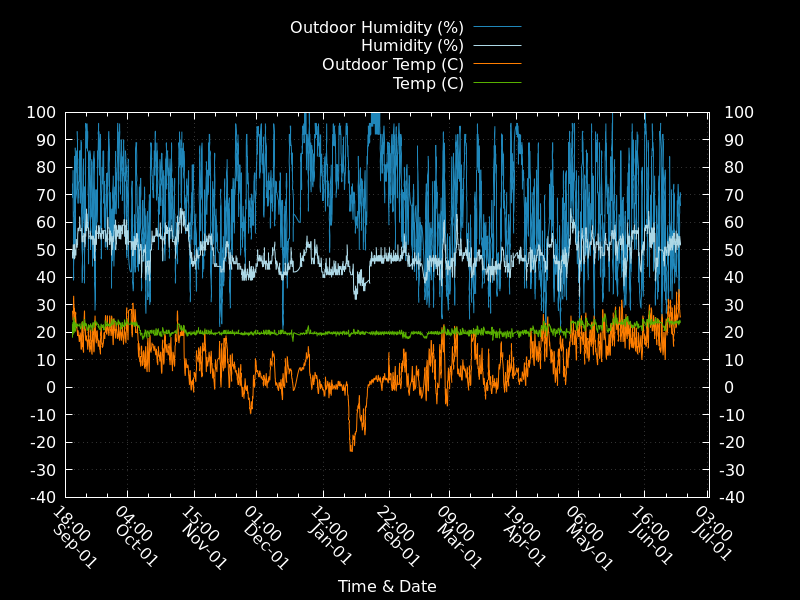 Outdoor Humidity (%)
Humidity (%)
Outdoor Temp (C)
Temp (C)
100 100
90 90
80 80
70 70
60 60
50 50
40 40
30 30
20 20
10 10
0 0
-10 -10
-20 -20
-30 -30
-40 -40
18:00 04:00 15:00 01:00 12:00 22:00 09:00 19:00 06:00 16:00 03:00
Sep-01 Oct-01 Nov-01 Dec-01 Jan-01 Feb-01 Mar-01 Apr-01 May-01 Jun-01 Jul-01
Time & Date